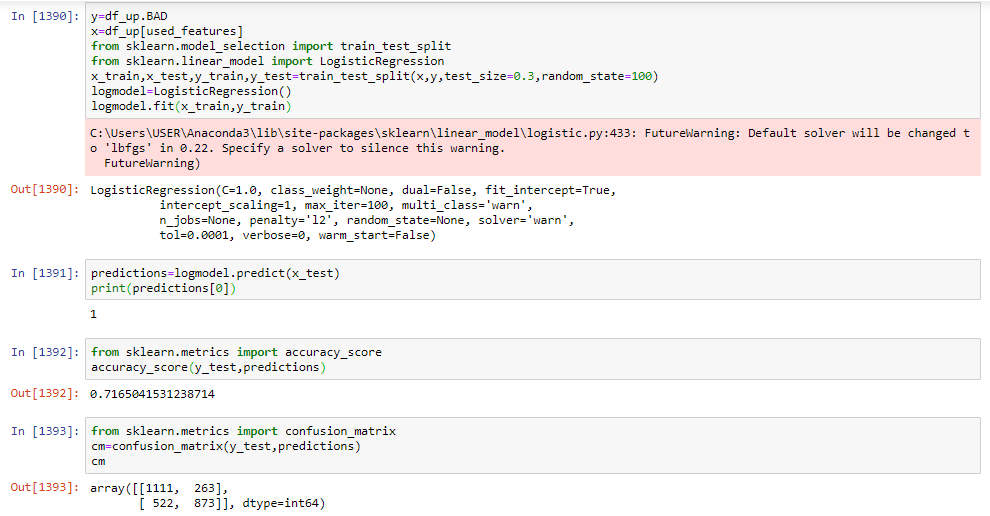 In [1390]: y=df_up.BAD
x=df_up[used_features]
from sklearn.model_selection import train_test_split
from sklearn.linear_model import LogisticRegression
x_train,x_test,y_train,y_test=train_test_split(x,y,test_size=0.3,random_state=100)
logmodel=LogisticRegression()
logmodel.fit(x_train,y_train)
C:\Users\USER\Anaconda3\lib\site-packages\sklearn\linear_model\logistic.py:433: FutureWarning: Default solver will be changed t
o 'lbfgs' in 0.22. Specify a solver to silence this warning.
  FutureWarning)
Out[1390]: LogisticRegression(C=1.0, class_weight=None, dual=False, fit_intercept=True,
          intercept_scaling=1, max_iter=100, multi_class='warn',
          n_jobs=None, penalty='l2', random_state=None, solver='warn',
          tol=0.0001, verbose=0, warm_start=False)
In [1391]: predictions=logmodel.predict(x_test)
print(predictions[0])
1
In [1392]: from sklearn.metrics import accuracy_score
accuracy_score(y_test,predictions)
Out[1392]: 0.7165041531238714
In [1393]: from sklearn.metrics import confusion_matrix
cm=confusion_matrix(y_test,predictions)
cm
Out[1393]: array([[1111,  263],
       [ 522,  873]], dtype=int64)